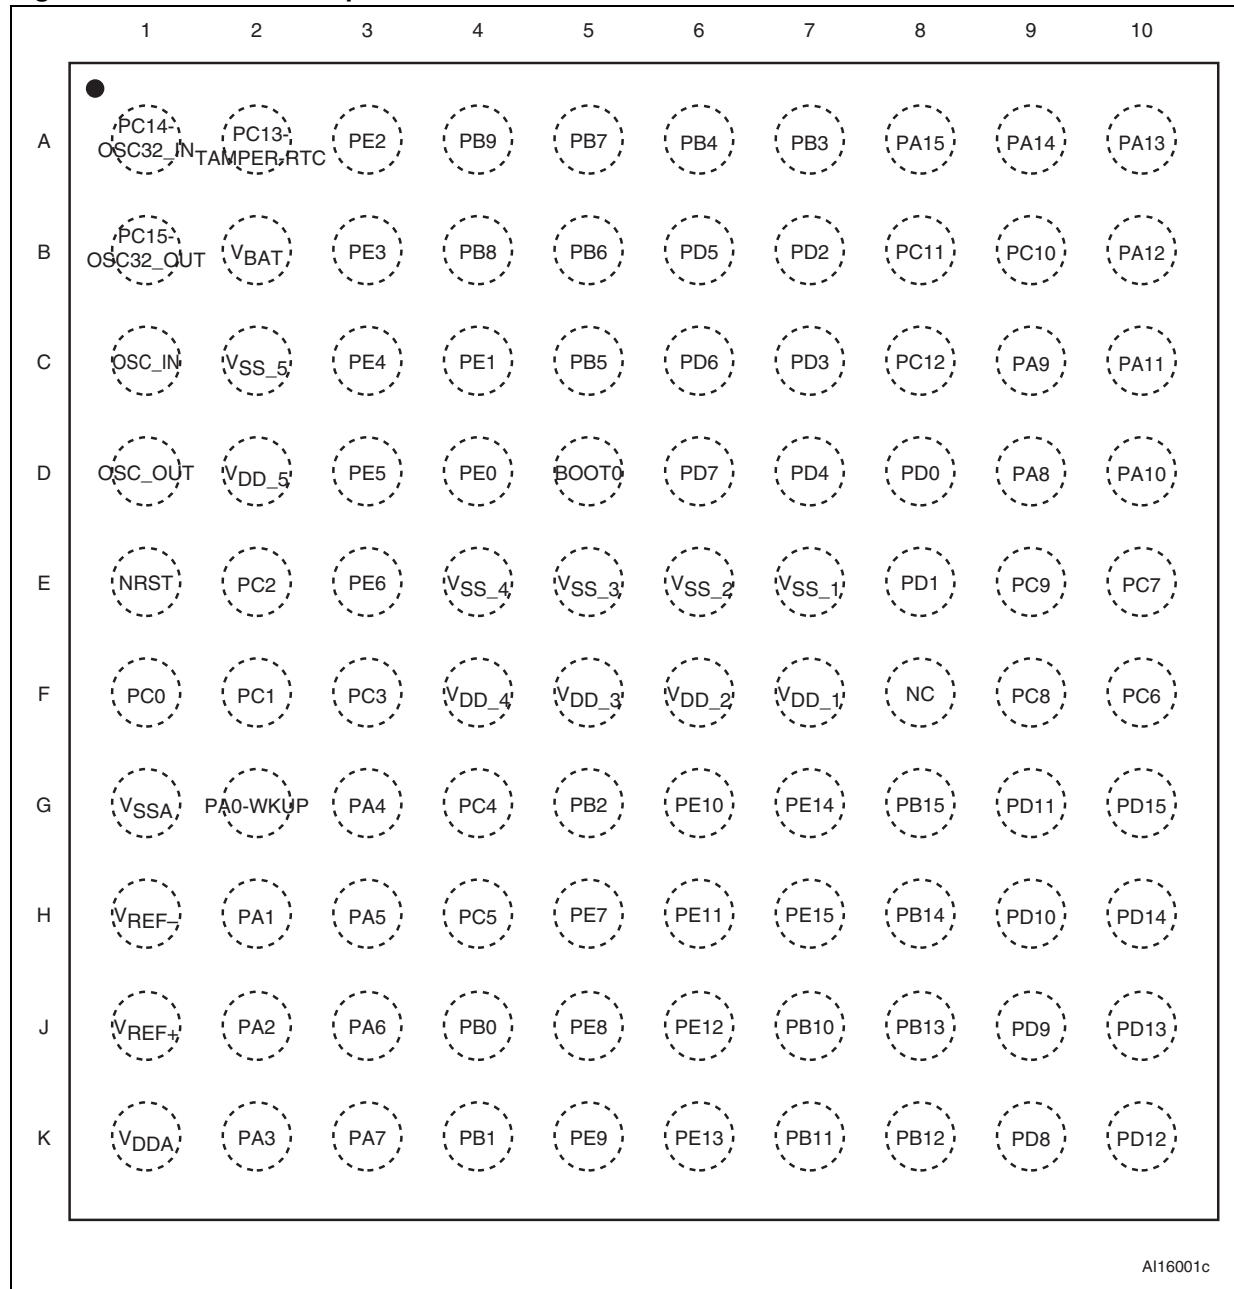 1 2 3 4 5 6 7 8 9 10
A PC14-OSC32_IN PC13-TAMPER-RTC PE2 PB9 PB7 PB4 PB3 PA15 PA14 PA13
B PC15-OSC32_OUT VBAT PE3 PB8 PB6 PD5 PD2 PC11 PC10 PA12
C OSC_IN VSS_5 PE4 PE1 PB5 PD6 PD3 PC12 PA9 PA11
D OSC_OUT VDD_5 PE5 PE0 BOOT0 PD7 PD4 PD0 PA8 PA10
E NRST PC2 PE6 VSS_4 VSS_3 VSS_2 VSS_1 PD1 PC9 PC7
F PC0 PC1 PC3 VDD_4 VDD_3 VDD_2 VDD_1 NC PC8 PC6
G VSSA PA0-WKUP PA4 PC4 PB2 PE10 PE14 PB15 PD11 PD15
H VREF– PA1 PA5 PC5 PE7 PE11 PE15 PB14 PD10 PD14
J VREF+ PA2 PA6 PB0 PE8 PE12 PB10 PB13 PD9 PD13
K VDDA PA3 PA7 PB1 PE9 PE13 PB11 PB12 PD8 PD12
AI16001c